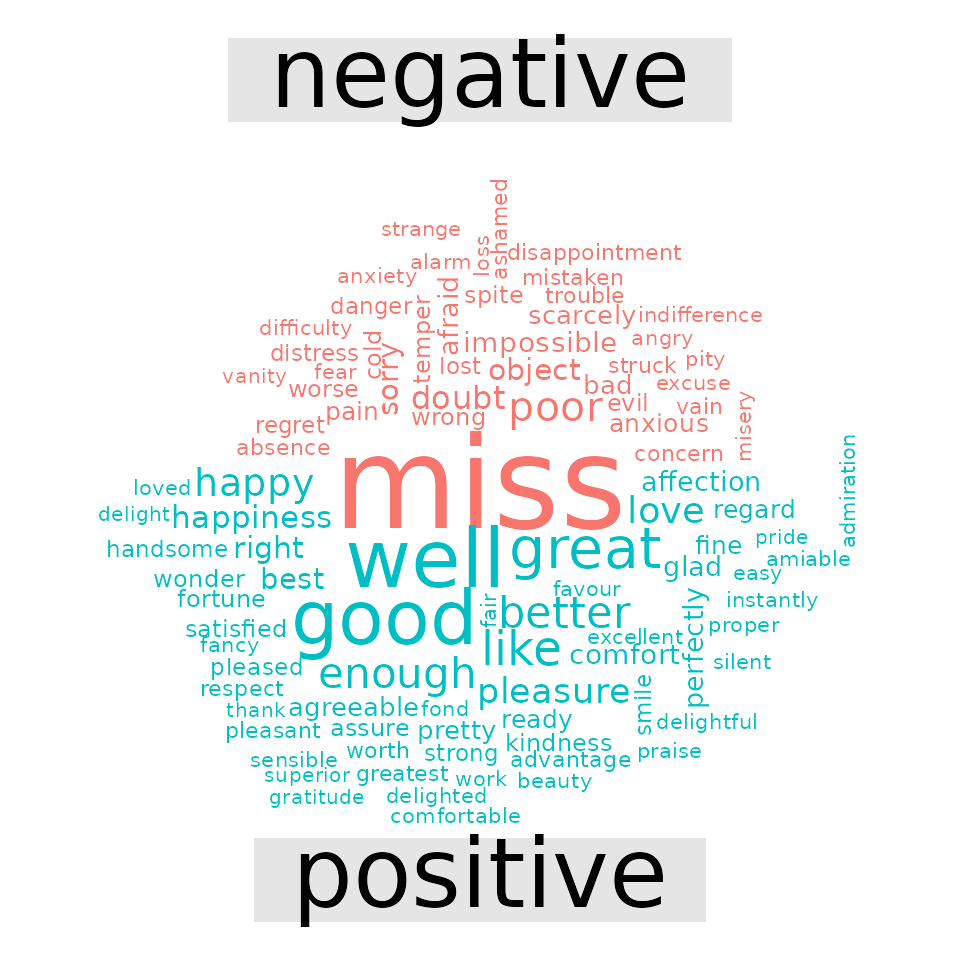 negative
ashamed
strange
loss
disappointment
alarm
anxiety
mistaken
afraid
spite
trouble
danger
temper
scarcely
indifference
difficulty
cold
sorry
impossible
angry
distress
lost
object
struck
pity
vanity
fear
worse
bad
excuse
doubt
poor
evil
vain
misery
pain
wrong
anxious
regret
absence
concern
miss
admiration
loved
happy
affection
delight
happiness
love
regard
handsome
right
well
great
fine
pride
amiable
wonder
best
glad
easy
fortune
good
fair
favour
better
perfectly
instantly
satisfied
fancy
like
excellent
proper
pleased
enough
comfort
silent
respect
pleasure
smile
thank
agreeable
fond
ready
delightful
pleasant
assure
pretty
kindness
sensible
worth
strong
advantage
praise
superior
greatest
work
beauty
gratitude
delighted
comfortable
positive